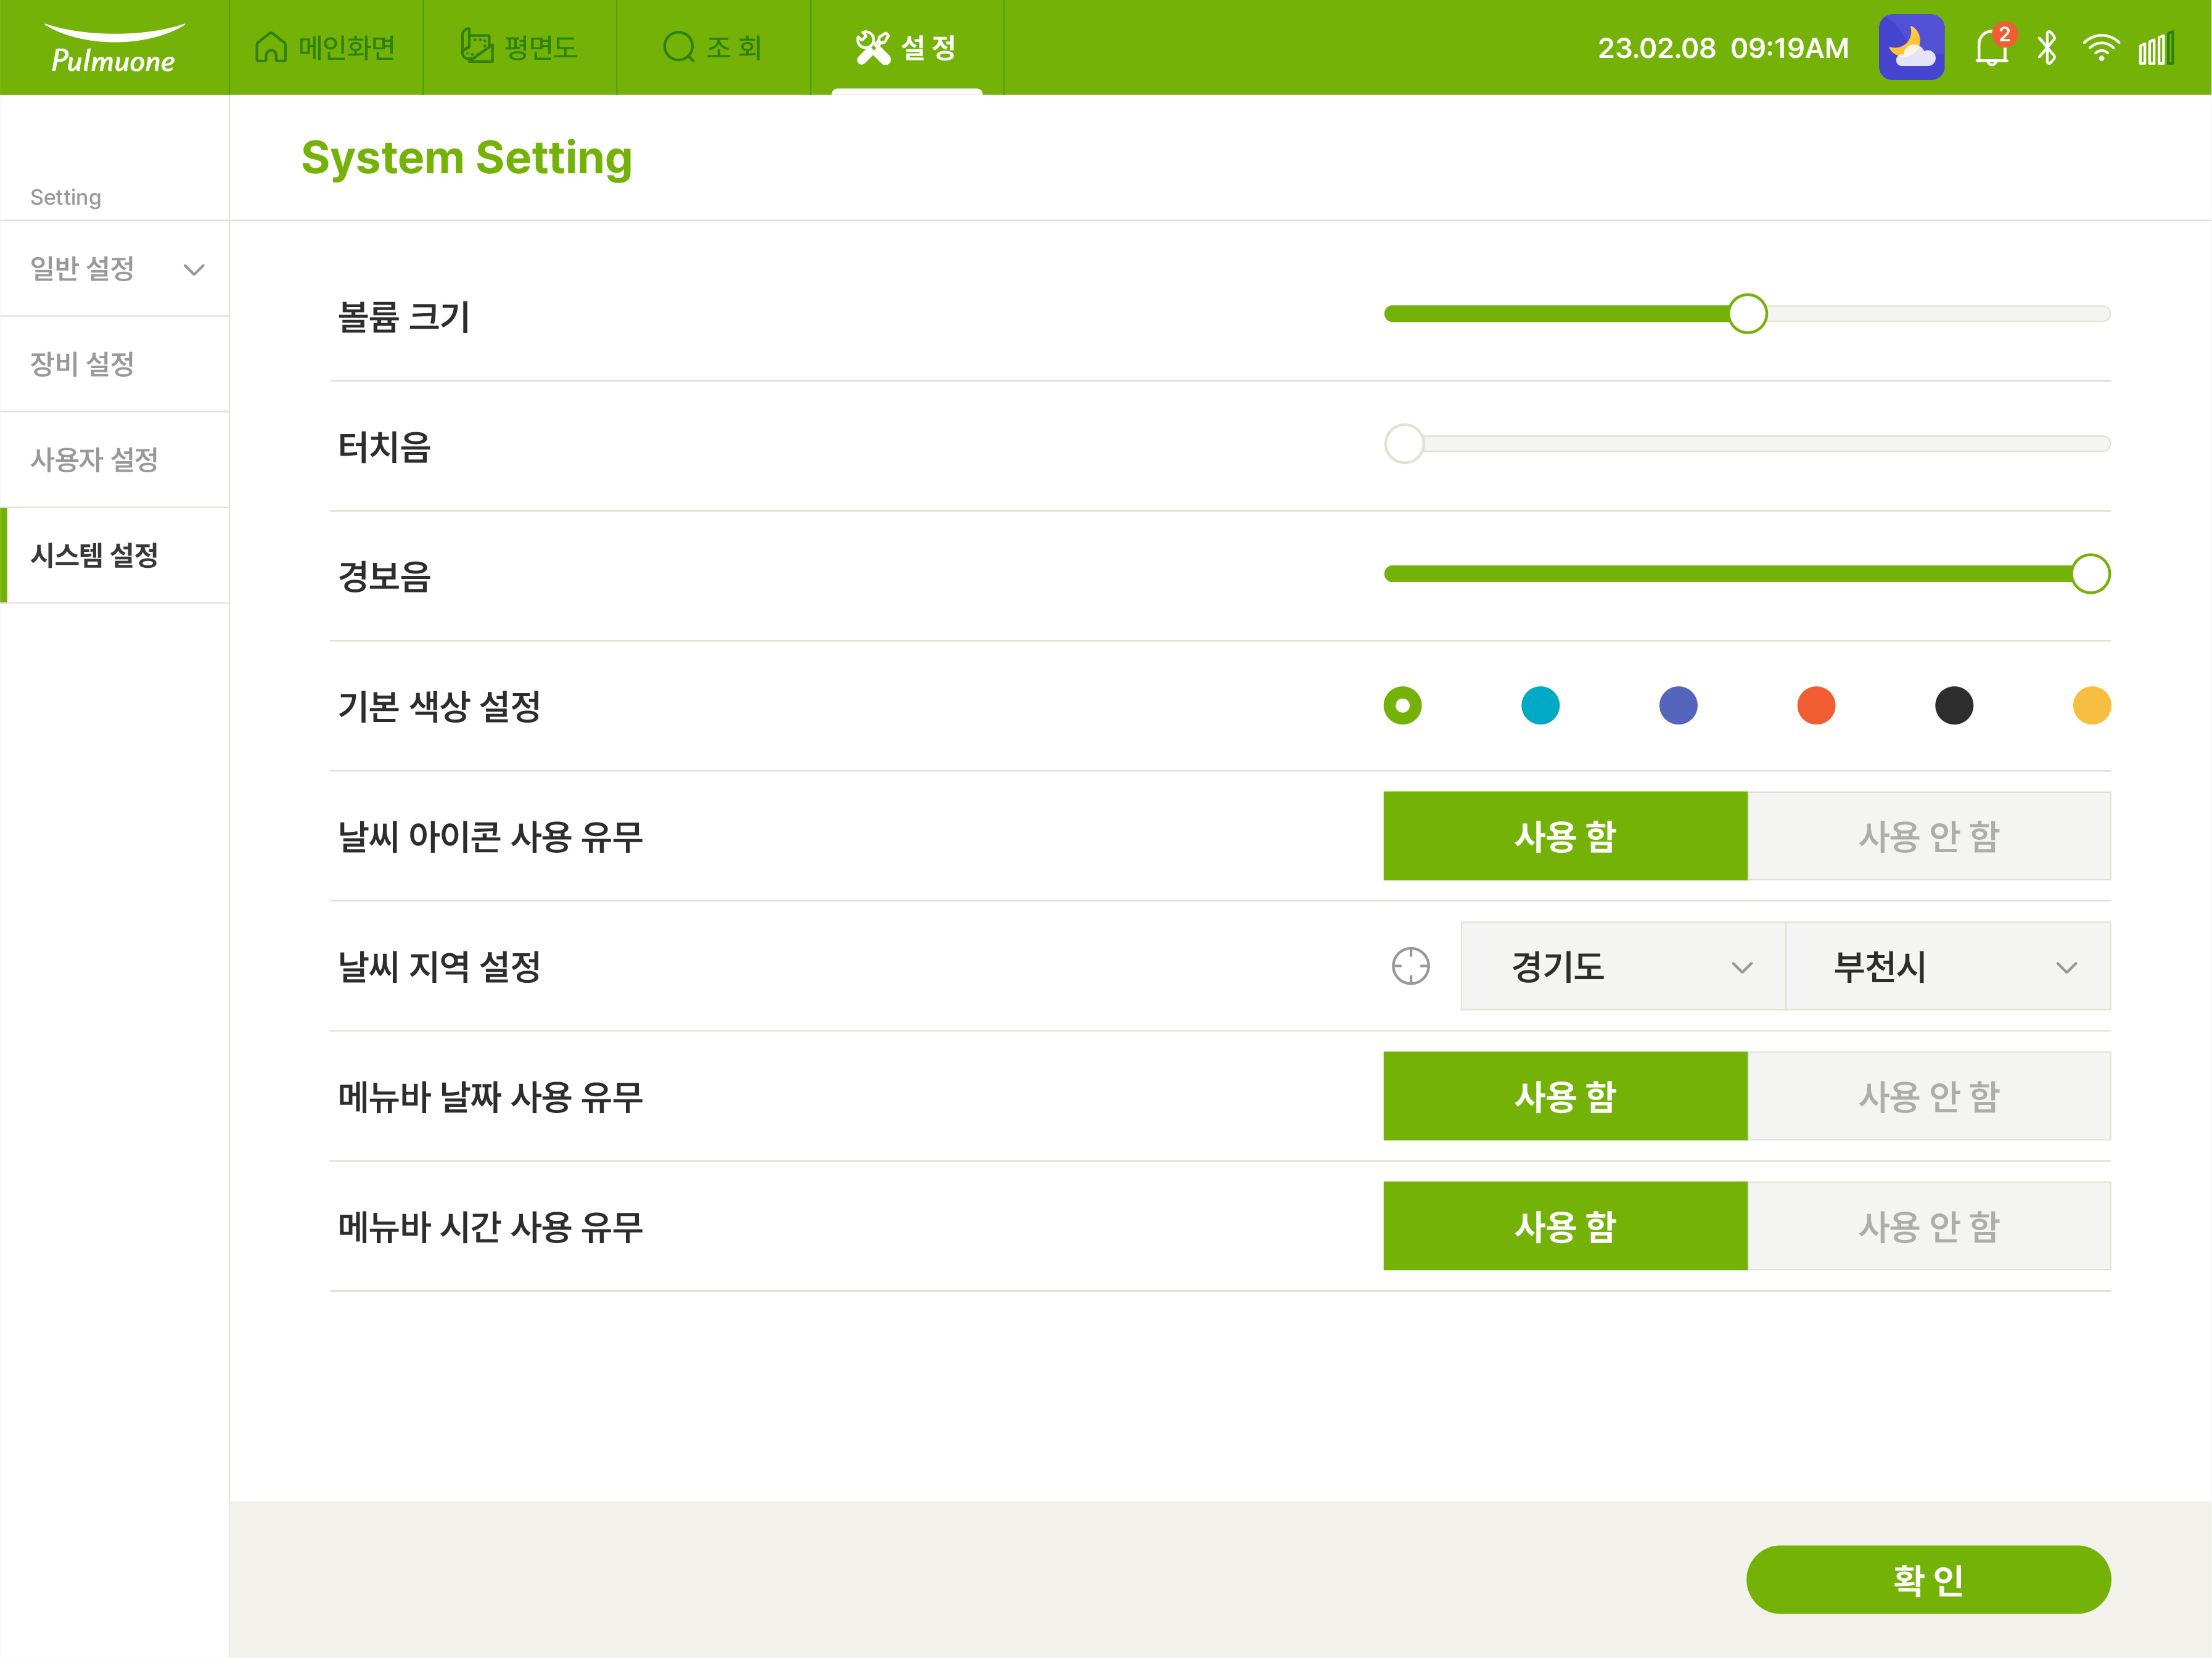 Pulmuone 메인화면 평면도 조 회 설 정 23.02.08 09:19AM 2
System Setting
Setting
일반 설정
장비 설정
사용자 설정
시스템 설정
볼륨 크기
터치음
경보음
기본 색상 설정
날씨 아이콘 사용 유무 사용 함 사용 안 함
날씨 지역 설정 경기도 부천시
메뉴바 날짜 사용 유무 사용 함 사용 안 함
메뉴바 시간 사용 유무 사용 함 사용 안 함
확 인